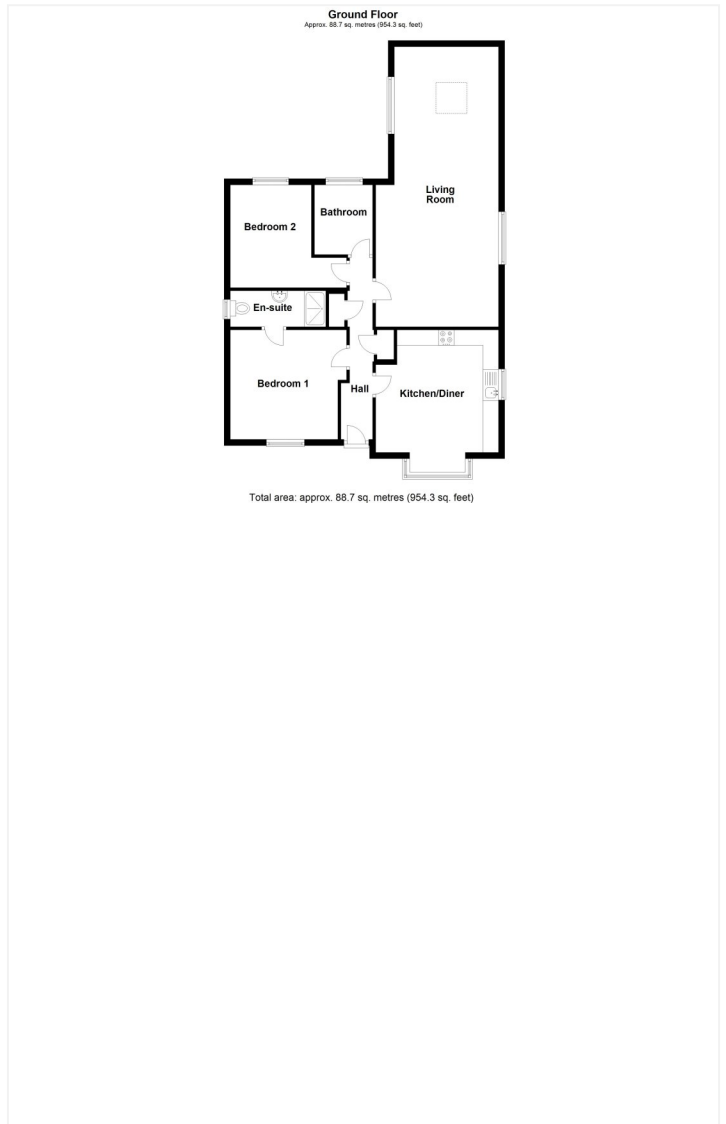 Ground Floor
Approx. 88.7 sq. metres (954.3 sq. feet)
Living
Room
Bathroom
Bedroom 2
En-suite
Bedroom 1
Hall
Kitchen/Diner
Total area: approx. 88.7 sq. metres (954.3 sq. feet)